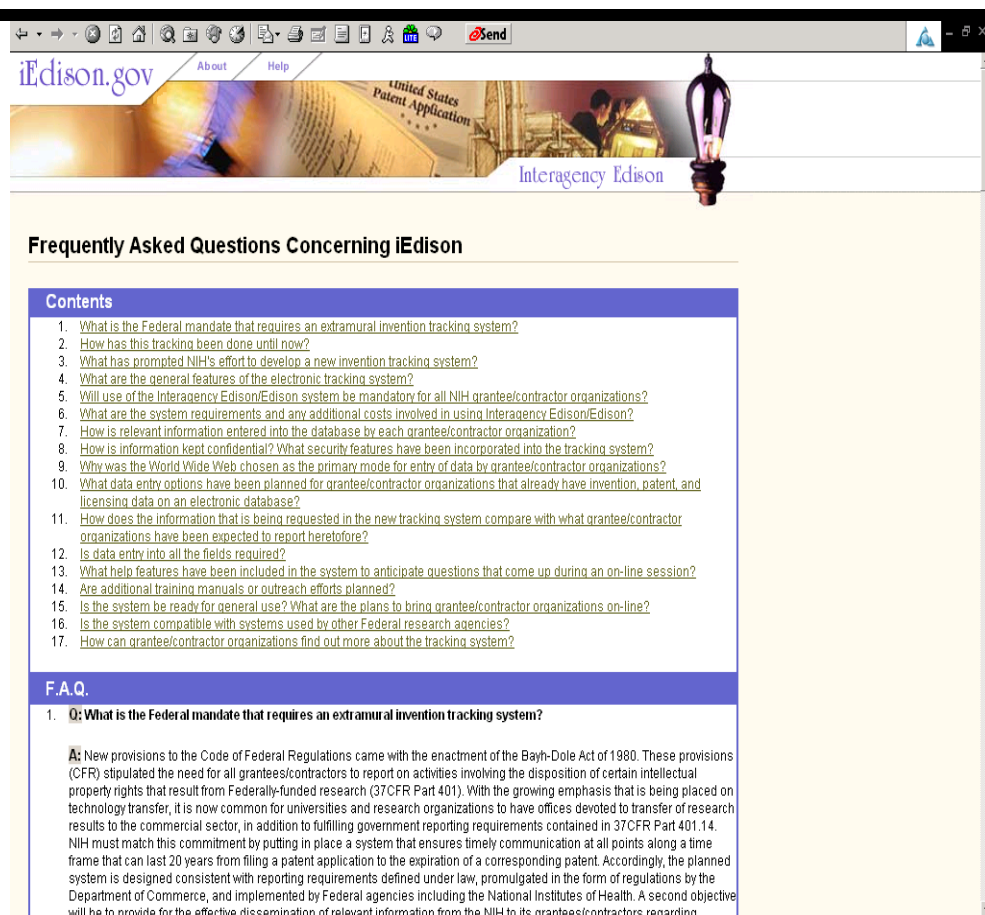 LITE
Send
iEdison.gov
About
Help
United States
Patent Application
Interagency Edison
Frequently Asked Questions Concerning iEdison
Contents
1. What is the Federal mandate that requires an extramural invention tracking system?
2. How has this tracking been done until now?
3. What has prompted NIH's effort to develop a new invention tracking system?
4. What are the general features of the electronic tracking system?
5. Will use of the Interagency Edison/Edison system be mandatory for all NIH grantee/contractor organizations?
6. What are the system requirements and any additional costs involved in using Interagency Edison/Edison?
7. How is relevant information entered into the database by each grantee/contractor organization?
8. How is information kept confidential? What security features have been incorporated into the tracking system?
9. Why was the World Wide Web chosen as the primary mode for entry of data by grantee/contractor organizations?
10. What data entry options have been planned for grantee/contractor organizations that already have invention, patent, and
licensing data on an electronic database?
11. How does the information that is being requested in the new tracking system compare with what grantee/contractor
organizations have been expected to report heretofore?
12. Is data entry into all the fields required?
13. What help features have been included in the system to anticipate questions that come up during an on-line session?
14. Are additional training manuals or outreach efforts planned?
15. Is the system be ready for general use? What are the plans to bring grantee/contractor organizations on-line?
16. Is the system compatible with systems used by other Federal research agencies?
17. How can grantee/contractor organizations find out more about the tracking system?
F.A.Q.
1. Q: What is the Federal mandate that requires an extramural invention tracking system?
A: New provisions to the Code of Federal Regulations came with the enactment of the Bayh-Dole Act of 1980. These provisions
(CFR) stipulated the need for all grantees/contractors to report on activities involving the disposition of certain intellectual
property rights that result from Federally-funded research (37CFR Part 401). With the growing emphasis that is being placed on
technology transfer, it is now common for universities and research organizations to have offices devoted to transfer of research
results to the commercial sector, in addition to fulfilling government reporting requirements contained in 37CFR Part 401.14.
NIH must match this commitment by putting in place a system that ensures timely communication at all points along a time
frame that can last 20 years from filing a patent application to the expiration of a corresponding patent. Accordingly, the planned
system is designed consistent with reporting requirements defined under law, promulgated in the form of regulations by the
Department of Commerce, and implemented by Federal agencies including the National Institutes of Health. A second objective
will be to provide for the effective dissemination of relevant information from the NIH to its grantees/contractors regarding